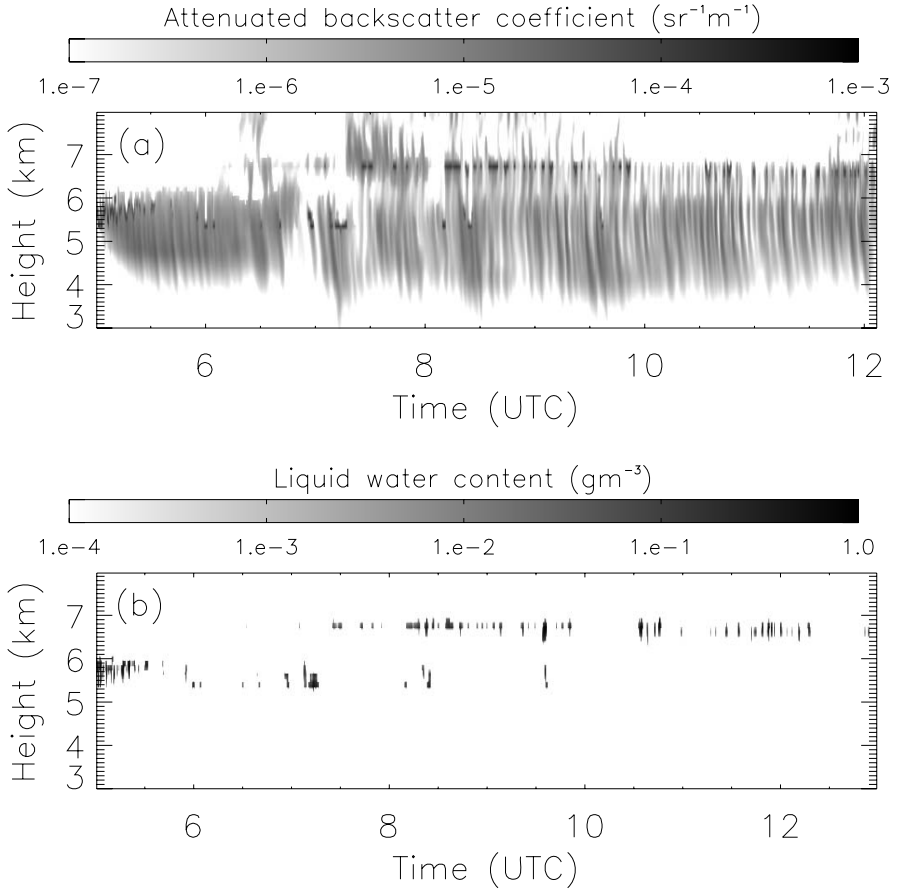 Attenuated backscatter coefficient (sr⁻¹m⁻¹)
1.e-7 1.e-6 1.e-5 1.e-4 1.e-3
(a)
Height (km)
7
6
5
4
3
6 8 10 12
Time (UTC)
Liquid water content (gm⁻³)
1.e-4 1.e-3 1.e-2 1.e-1 1.0
(b)
Height (km)
7
6
5
4
3
6 8 10 12
Time (UTC)